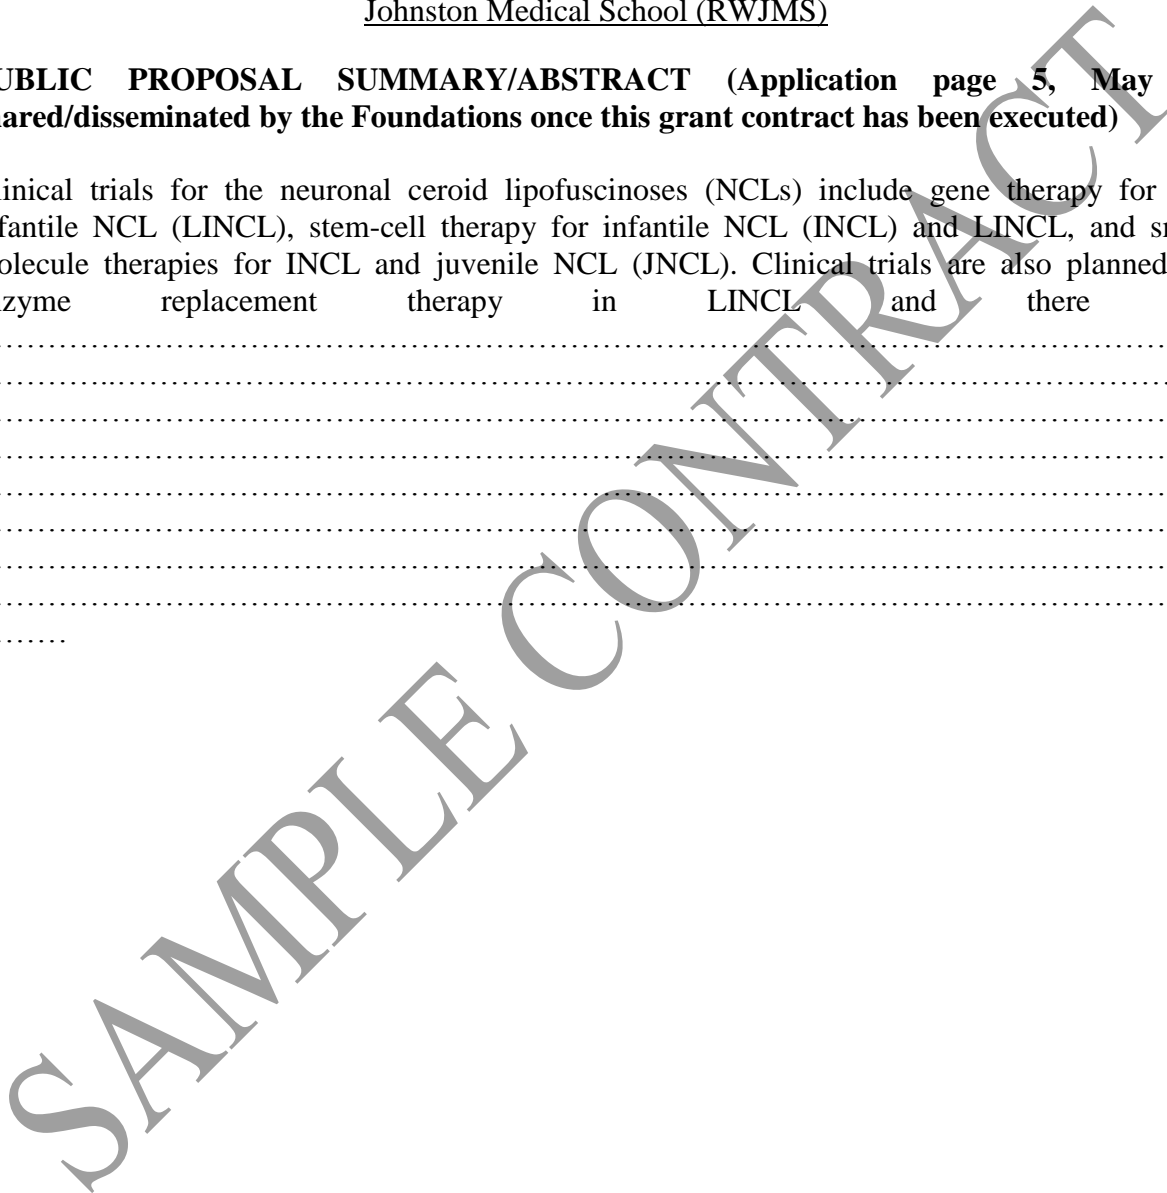 Johnston Medical School (RWJMS)
UBLIC PROPOSAL SUMMARY/ABSTRACT (Application page 5, May
ared/disseminated by the Foundations once this grant contract has been executed)
linical trials for the neuronal ceroid lipofuscinoses (NCLs) include gene therapy for
fantile NCL (LINCL), stem-cell therapy for infantile NCL (INCL) and LINCL, and sm
olecule therapies for INCL and juvenile NCL (JNCL). Clinical trials are also planned
zyme replacement therapy in LINCL and there
………………………………………………………………………………………………
………..……………………………………………………………………………………
………………………………………………………………………………………………
………………………………………………………………………………………………
………………………………………………………………………………………………
………………………………………………………………………………………………
………………………………………………………………………………………………
………………………………………………………………………………………………
…….
SAMPLE CONTRACT